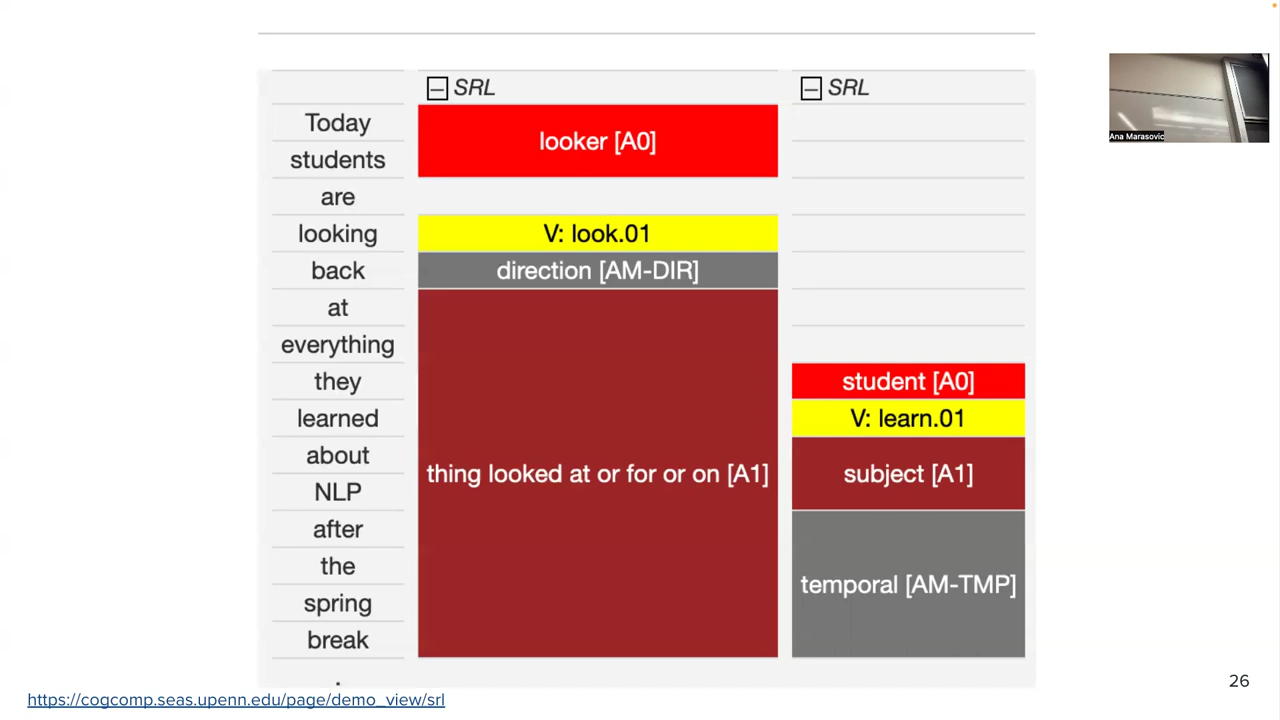 SRL SRL
Today
students
looker [A0]
are
looking V: look.01
back direction [AM-DIR]
at
everything
they student [A0]
learned V: learn.01
about
NLP
thing looked at or for or on [A1]
subject [A1]
after
the
spring
break
temporal [AM-TMP]
.
https://cogcomp.seas.upenn.edu/page/demo_view/srl
26
Ana Marasovic